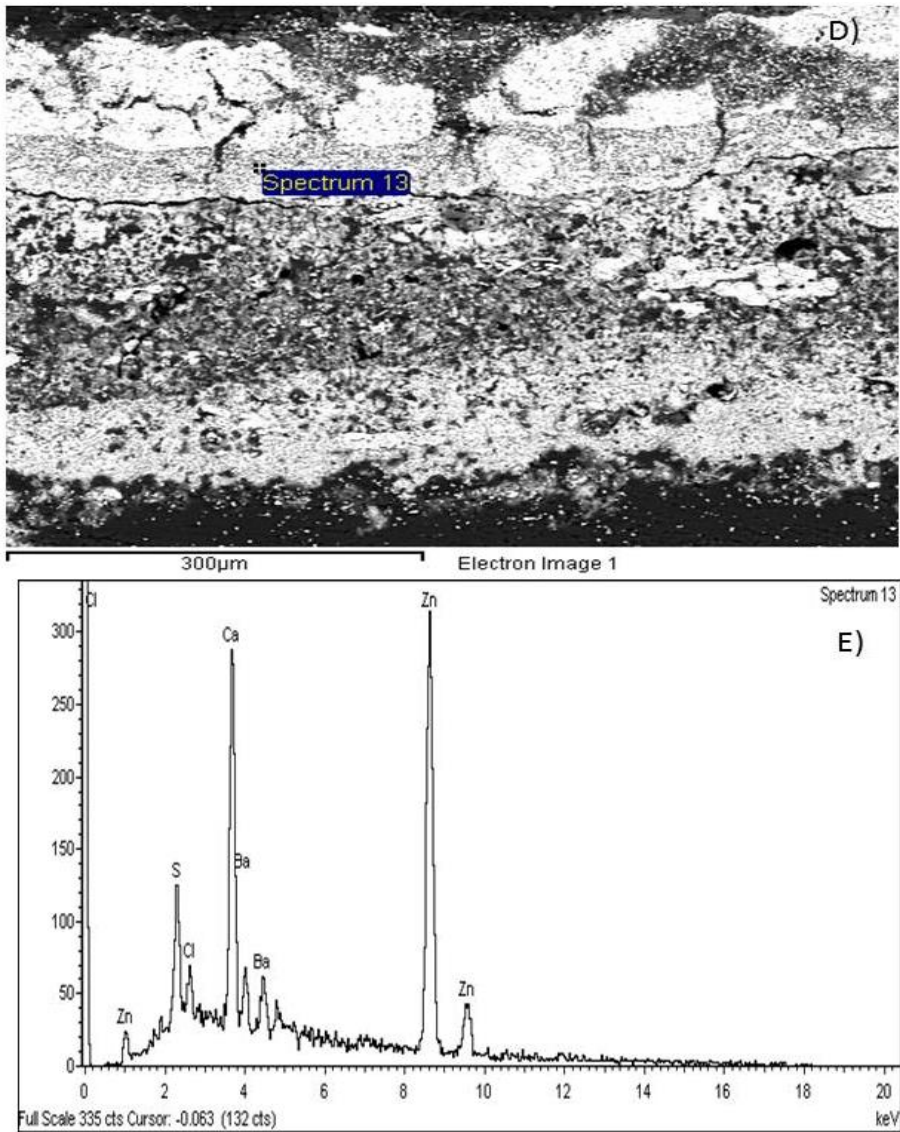 D)
Spectrum 13
300µm Electron Image 1
Cl Zn Spectrum 13
E)
300
Ca
250
200
150
Ba
S
100
Cl
Ba
50
Zn
Zn
0
0 2 4 6 8 10 12 14 16 18 20
Full Scale 335 cts Cursor: -0.063 (132 cts) keV